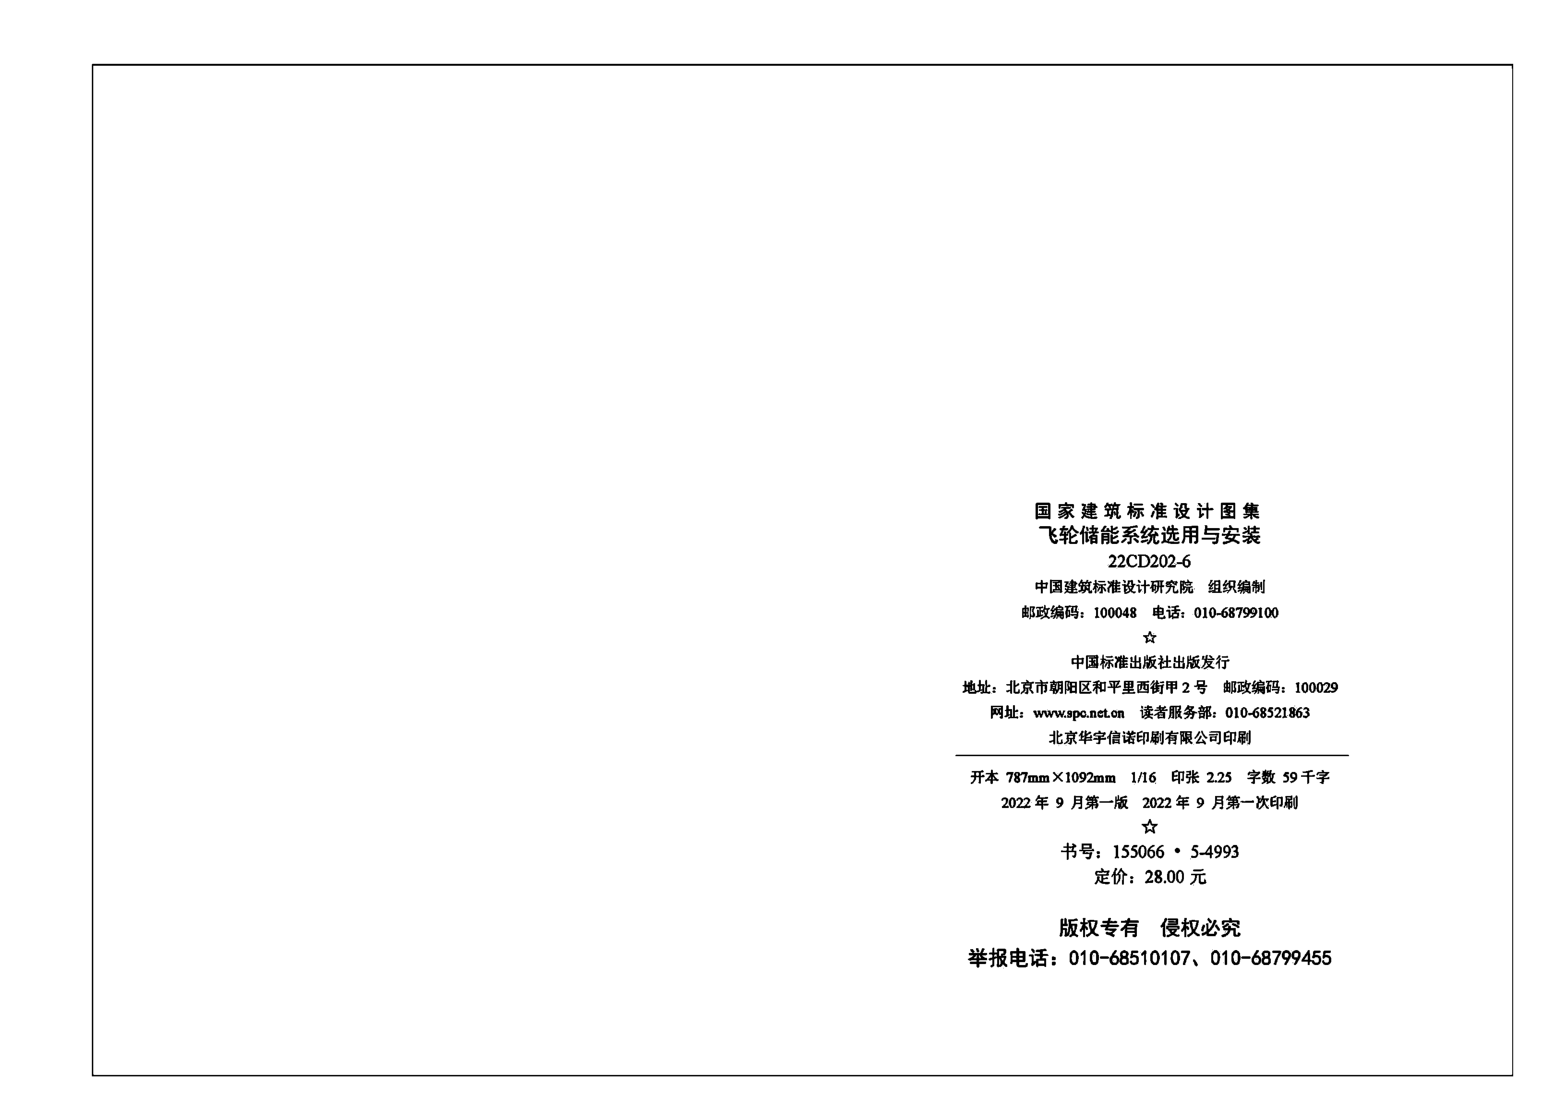 国家建筑标准设计图集
飞轮储能系统选用与安装
22CD202-6
中国建筑标准设计研究院 组织编制
邮政编码：100048 电话：010-68799100
☆
中国标准出版社出版发行
地址：北京市朝阳区和平里西街甲2号 邮政编码：100029
网址：www.spc.net.cn 读者服务部：010-68521863
北京华宇信诺印刷有限公司印刷
开本 787mm×1092mm 1/16 印张 2.25 字数 59千字
2022年 9 月第一版 2022年 9 月第一次印刷
☆
书号：155066 • 5-4993
定价：28.00 元
版权专有 侵权必究
举报电话：010-68510107、010-68799455